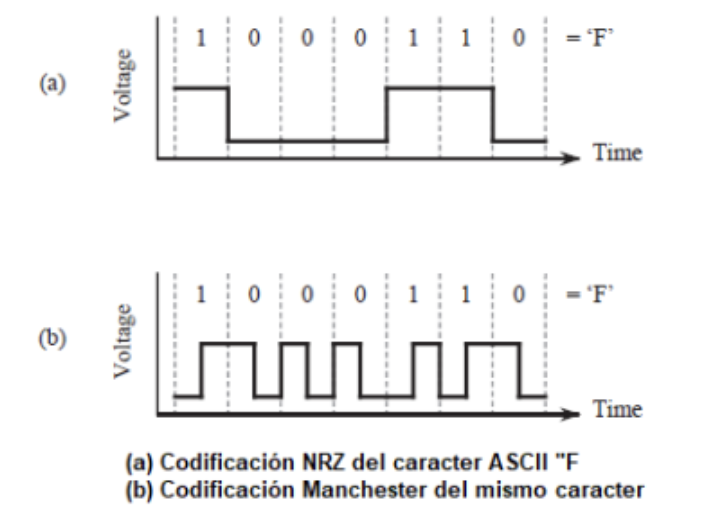 1 0 0 0 1 1 0 = ‘F’
(a)
Voltage
Time
1 0 0 0 1 1 0 = ‘F’
(b)
Voltage
Time
(a) Codificación NRZ del caracter ASCII "F
(b) Codificación Manchester del mismo caracter